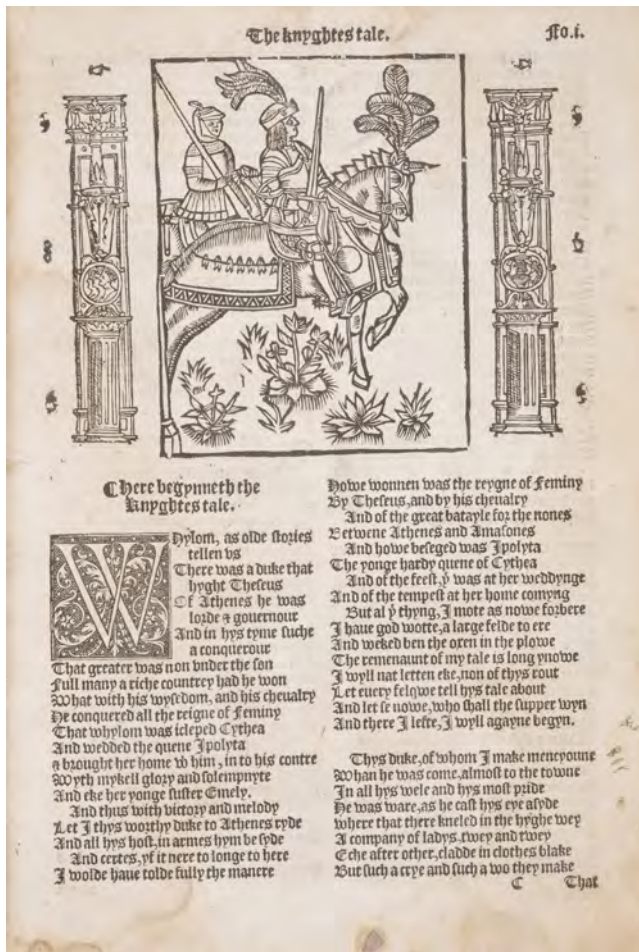 The knyghtes tale.
Fo.i.
¶Here begynneth the
knyghtes tale.
WHylom, as olde stories
tellen vs
There was a duke that
hyght Theseus
Of Athenes he was
lorde & gouernour
And in hys tyme suche
a conquerour
That greater was non vnder the son
Full many a riche countrey had he won
What with his wysedom, and his cheualry
He conquered all the reigne of Feminy
That whylom was icleped Cythea
And wedded the quene Ipolyta
& brought her home wͭ him, in to his contre
Wyth mykell glory and solempnyte
And eke her yonge suster Emely.
And thus with victory and melody
Let I thys worthy duke to Athenes ryde
And all hys host, in armes hym be syde
And certes, yf it nere to longe to here
I wolde haue tolde fully the manere
Howe wonnen was the reygne of Feminy
By Theseus, and by his cheualry
And of the great batayle for the nones
Betwene Athenes and Amasones
And howe beseged was Ipolyta
The yonge hardy quene of Cythea
And of the feest, yͭ was at her weddynge
And of the tempest at her home comyng
But al yͭ thyng, I mote as nowe forbere
I haue god wotte, a large felde to ere
And weked ben the oxen in the plowe
The remenaunt of my tale is long ynowe
I wyll nat letten eke, non of thys rout
Let euery felowe tell hys tale about
And let se nowe, who shall the supper wyn
And there I lefte, I wyll agayne begyn.
Thys duke, of whom I make mencyoune
Whan he was come, almost to the towne
In all hys wele and hys most pride
He was ware, as he cast hys eye asyde
where that there kneled in the hyghe wey
A company of ladys, twey and twey
Eche after other, cladde in clothes blake
But such a crye and such a wo they make
C
That